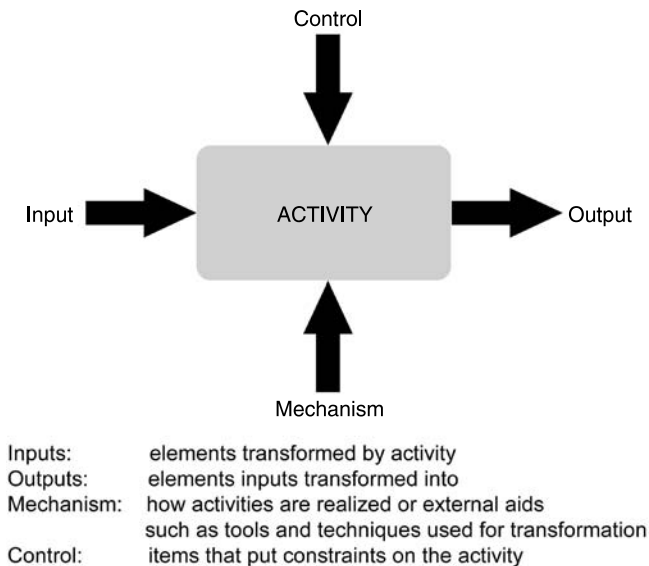 Control
Input
ACTIVITY
Output
Mechanism
Inputs: elements transformed by activity
Outputs: elements inputs transformed into
Mechanism: how activities are realized or external aids
such as tools and techniques used for transformation
Control: items that put constraints on the activity